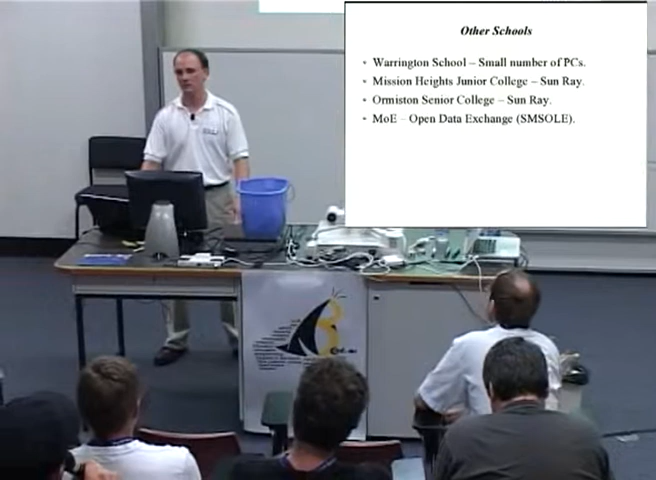 Other Schools
• Warrington School – Small number of PCs.
• Mission Heights Junior College – Sun Ray.
• Ormiston Senior College – Sun Ray.
• MoE – Open Data Exchange (SMSOLE).